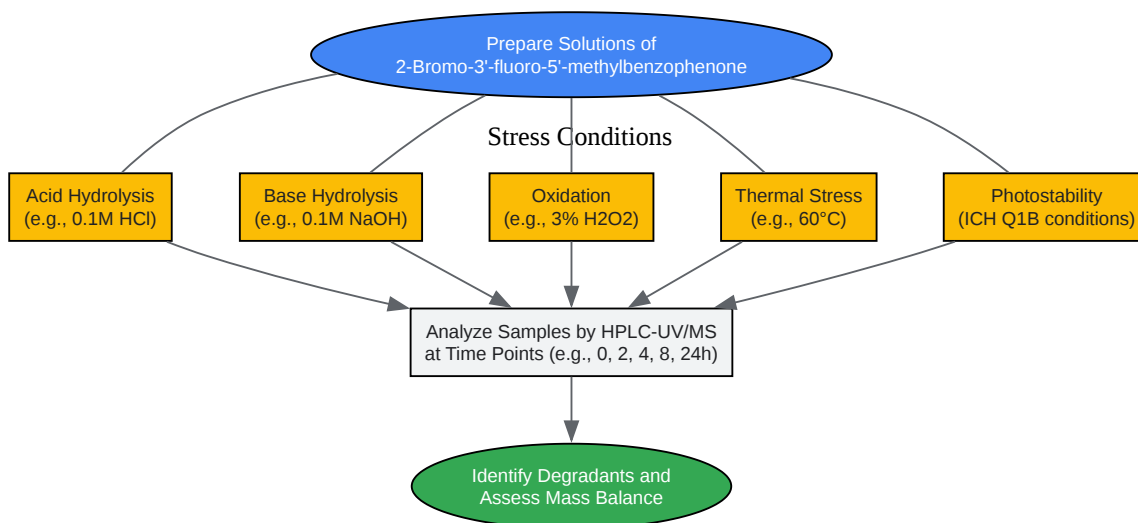 Prepare Solutions of
2-Bromo-3'-fluoro-5'-methylbenzophenone
Stress Conditions
Acid Hydrolysis
(e.g., 0.1M HCl)
Base Hydrolysis
(e.g., 0.1M NaOH)
Oxidation
(e.g., 3% H2O2)
Thermal Stress
(e.g., 60°C)
Photostability
(ICH Q1B conditions)
Analyze Samples by HPLC-UV/MS
at Time Points (e.g., 0, 2, 4, 8, 24h)
Identify Degradants and
Assess Mass Balance